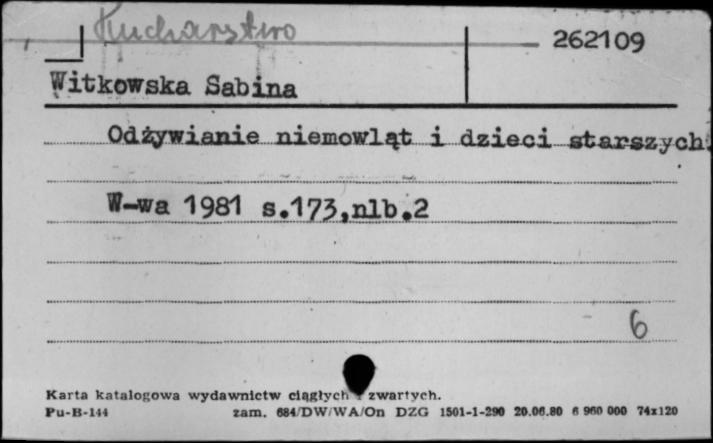 Kucharstwo
262109
Witkowska Sabina
Odżywianie niemowląt i dzieci starszych.
W-wa 1981 s.173,nlb.2
6
Karta katalogowa wydawnictw ciągłych i zwartych.
Pu-B-144 zam. 684/DW/WA/On DZG 1501-1-290 20.06.80 6 960 000 74x120